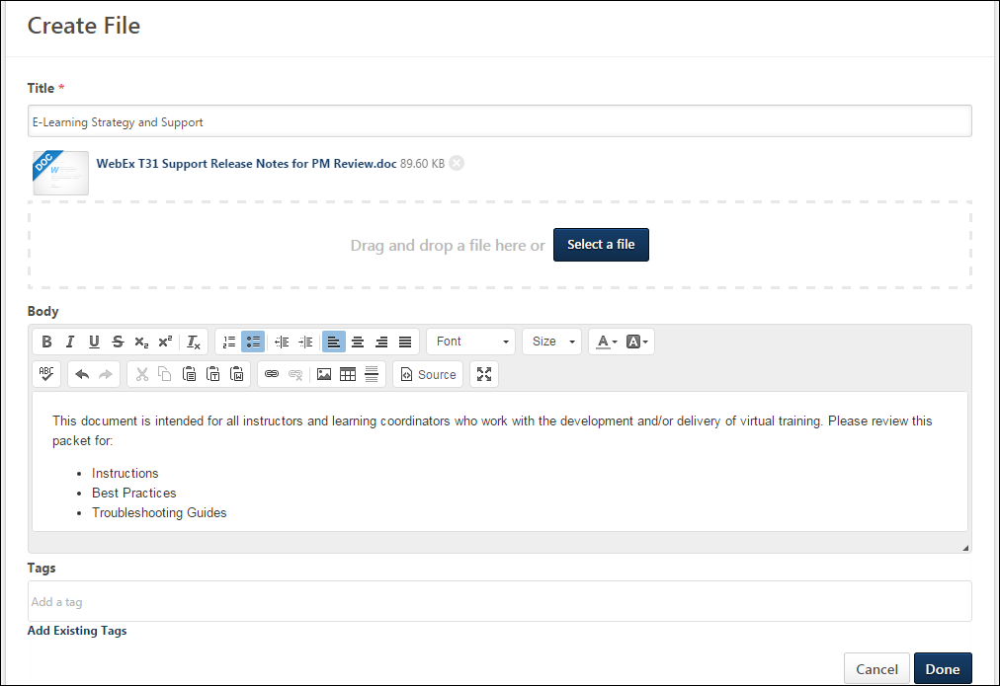 Create File
Title *
E-Learning Strategy and Support
DOC
W
WebEx T31 Support Release Notes for PM Review.doc 89.60 KB
Drag and drop a file here or Select a file
Body
B I U S x₂ x² Tx Font Size A A
ABC Source
This document is intended for all instructors and learning coordinators who work with the development and/or delivery of virtual training. Please review this
packet for:
• Instructions
• Best Practices
• Troubleshooting Guides
Tags
Add a tag
Add Existing Tags
Cancel Done